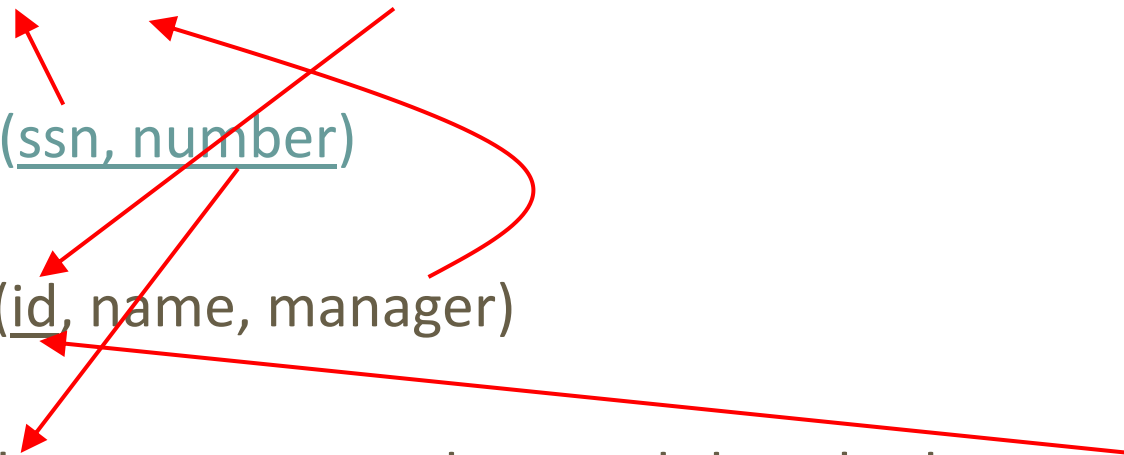 (ssn, number)
(id, name, manager)